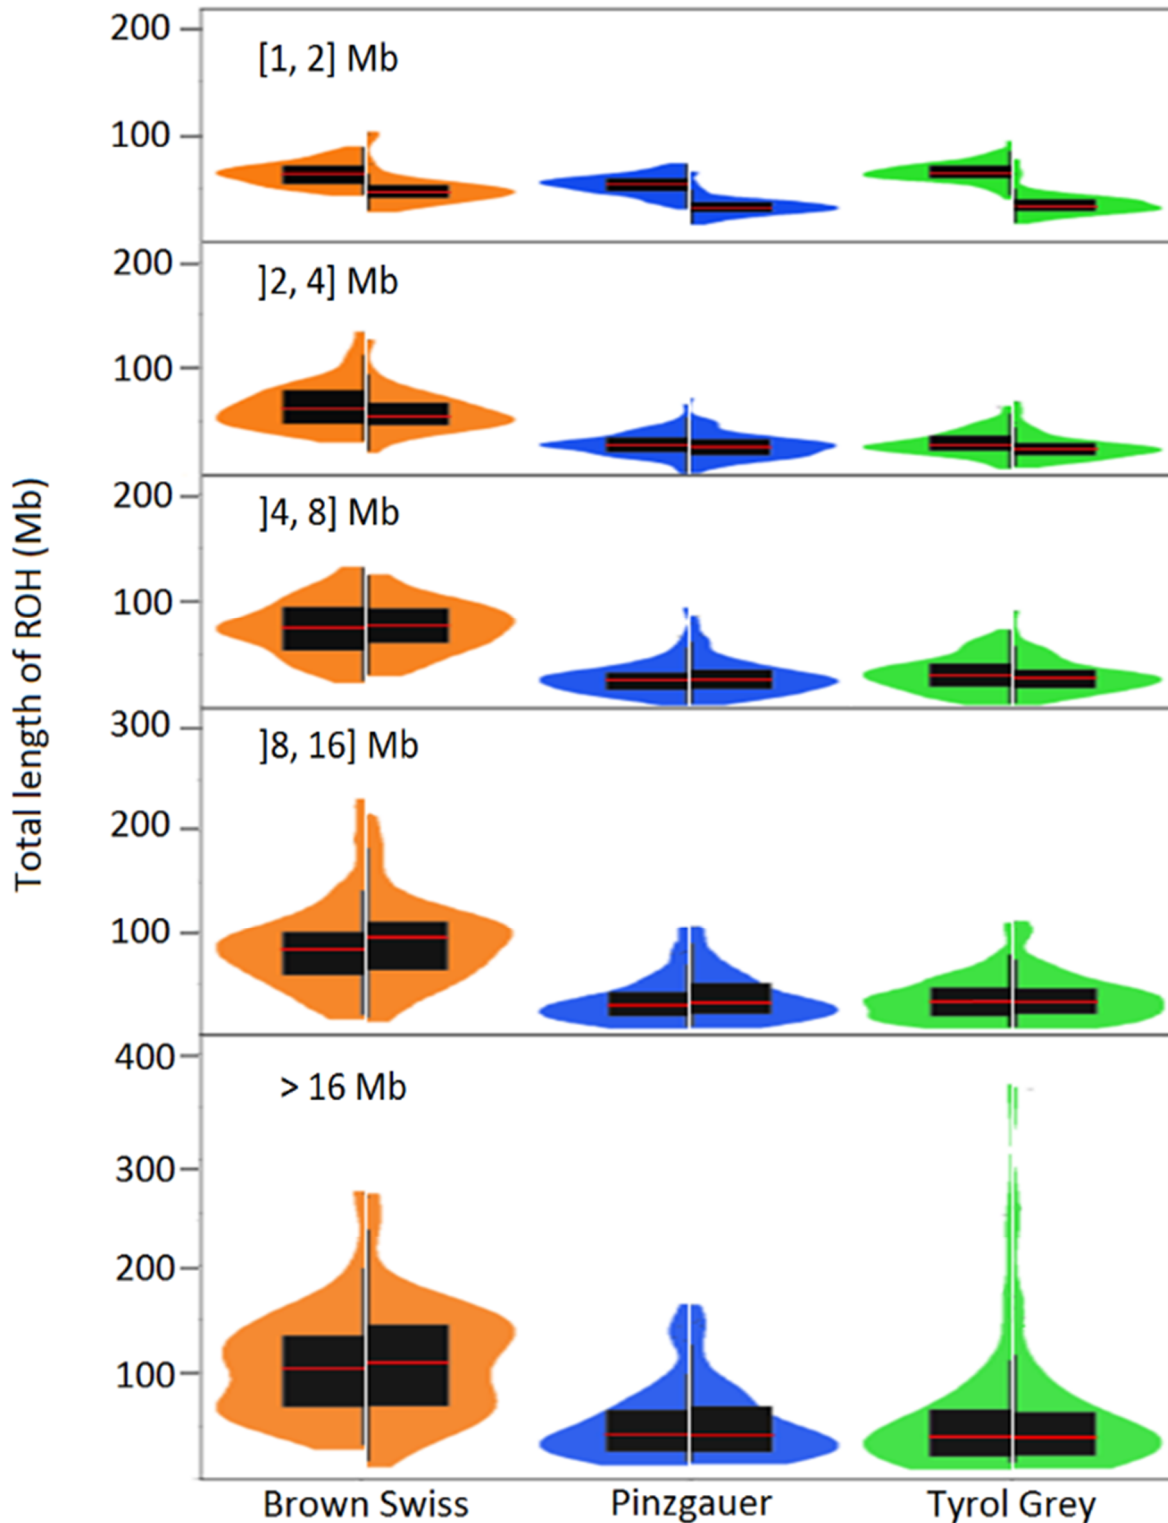 Total length of ROH (Mb)
200
[1, 2] Mb
100
200
]2, 4] Mb
100
200
]4, 8] Mb
100
300
]8, 16] Mb
200
100
400
> 16 Mb
300
200
100
Brown Swiss Pinzgauer Tyrol Grey